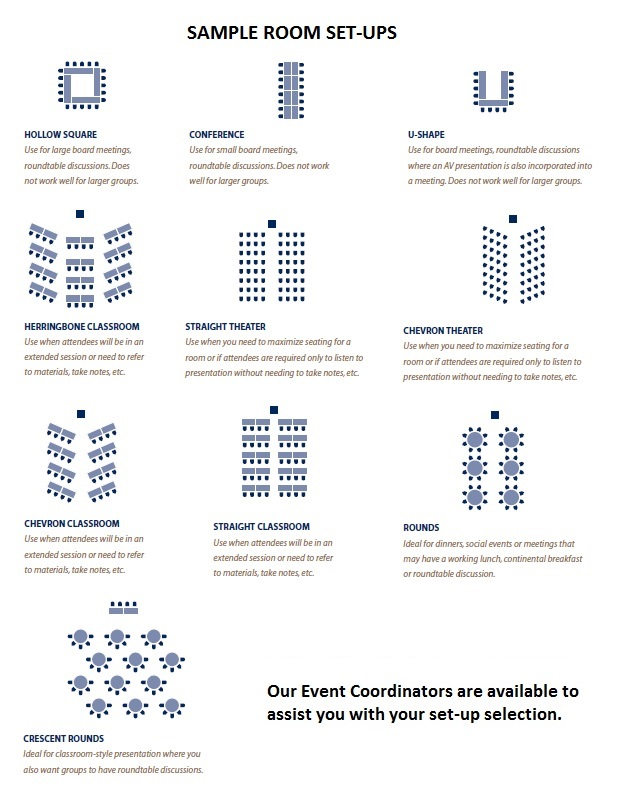 SAMPLE ROOM SET-UPS
HOLLOW SQUARE
Use for large board meetings,
roundtable discussions. Does
not work well for larger groups.
CONFERENCE
Use for small board meetings,
roundtable discussions. Does not work
well for larger groups.
U-SHAPE
Use for board meetings, roundtable discussions
where an AV presentation is also incorporated into
a meeting. Does not work well for larger groups.
HERRINGBONE CLASSROOM
Use when attendees will be in an
extended session or need to refer
to materials, take notes, etc.
STRAIGHT THEATER
Use when you need to maximize seating for a
room or if attendees are required only to listen to
presentation without needing to take notes, etc.
CHEVRON THEATER
Use when you need to maximize seating for a
room or if attendees are required only to listen to
presentation without needing to take notes, etc.
CHEVRON CLASSROOM
Use when attendees will be in an
extended session or need to refer
to materials, take notes, etc.
STRAIGHT CLASSROOM
Use when attendees will be in an
extended session or need to refer
to materials, take notes, etc.
ROUNDS
Ideal for dinners, social events or meetings that
may have a working lunch, continental breakfast
or roundtable discussion.
CRESCENT ROUNDS
Ideal for classroom-style presentation where you
also want groups to have roundtable discussions.
Our Event Coordinators are available to
assist you with your set-up selection.